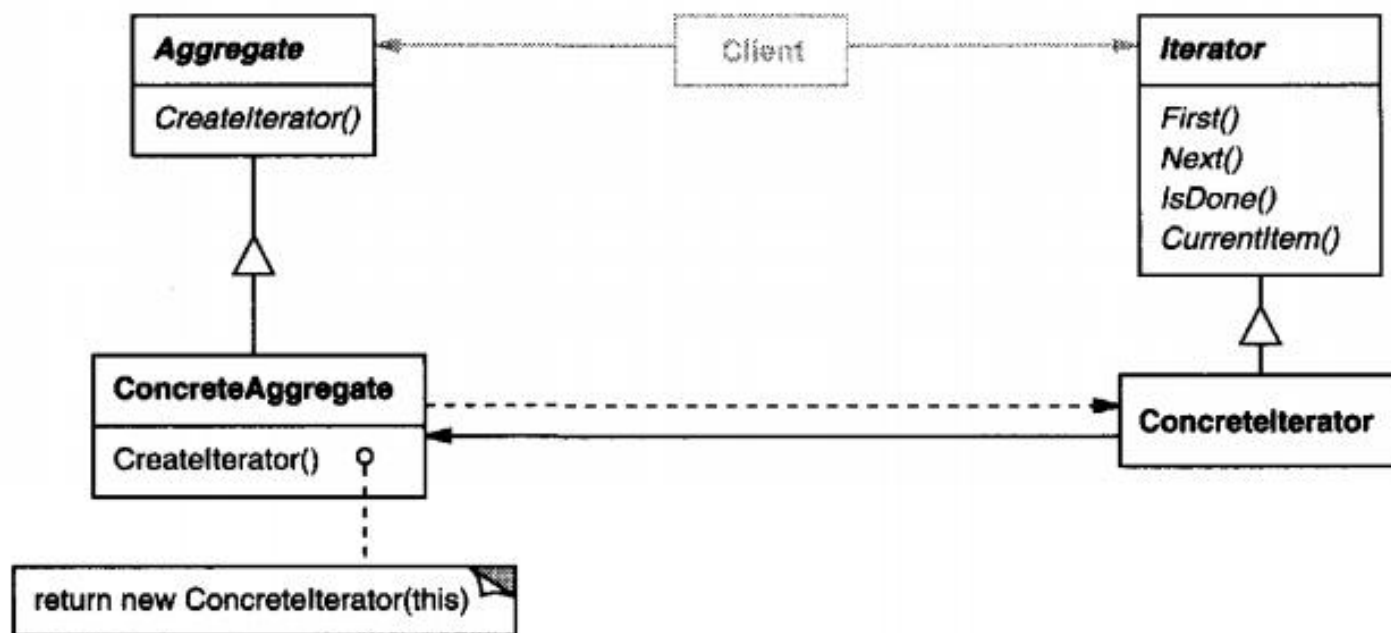 Aggregate
CreateIterator()
Client
Iterator
First()
Next()
IsDone()
CurrentItem()
ConcreteAggregate
CreateIterator()
ConcreteIterator
return new ConcreteIterator(this)